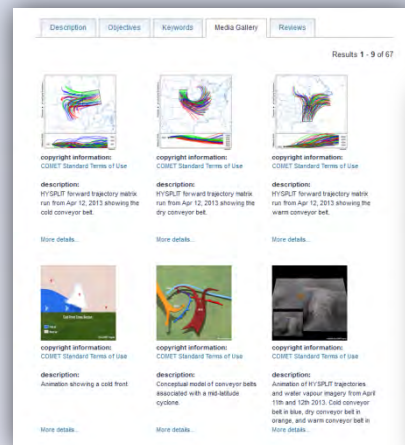 Description Objectives Keywords Media Gallery Reviews
Results 1 - 9 of 67
copyright information:
COMET Standard Terms of Use
description:
HYSPLIT forward trajectory matrix
run from Apr 12, 2013 showing the
cold conveyor belt.
More details...
copyright information:
COMET Standard Terms of Use
description:
HYSPLIT forward trajectory matrix
run from Apr 12, 2013 showing the
dry conveyor belt.
More details...
copyright information:
COMET Standard Terms of Use
description:
HYSPLIT forward trajectory matrix
run from Apr 12, 2013 showing the
warm conveyor belt.
More details...
copyright information:
COMET Standard Terms of Use
description:
Animation showing a cold front
More details...
copyright information:
COMET Standard Terms of Use
description:
Conceptual model of conveyor belts
associated with a mid-latitude
cyclone.
More details...
copyright information:
COMET Standard Terms of Use
description:
Animation of HYSPLIT trajectories
and water vapour imagery from April
11th and 12th 2013. Cold conveyor
belt in blue, dry conveyor belt in
orange, and warm conveyor belt in
More details...